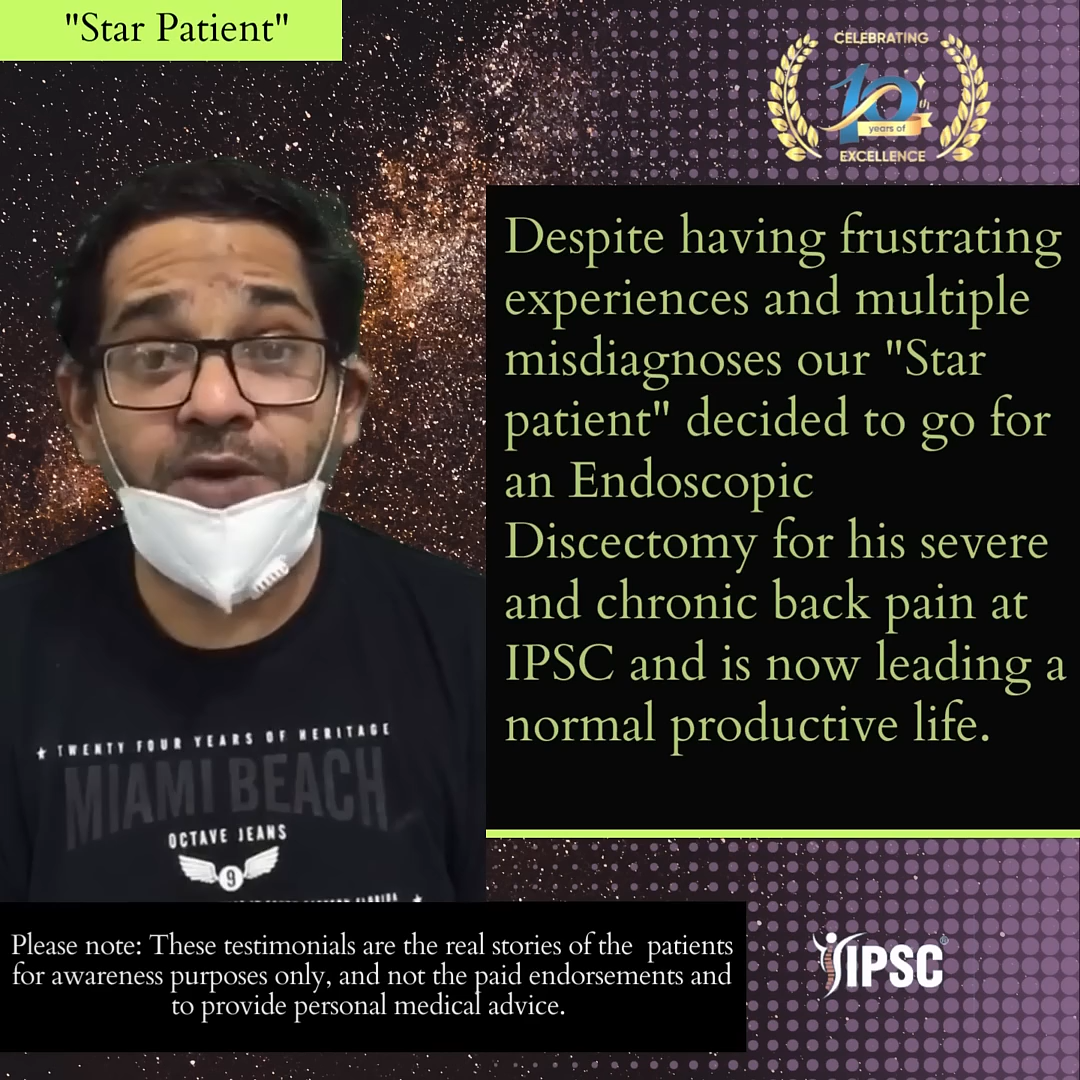 "Star Patient"
CELEBRATING
10
years of
EXCELLENCE
Despite having frustrating
experiences and multiple
misdiagnoses our "Star
patient" decided to go for
an Endoscopic
Discectomy for his severe
and chronic back pain at
IPSC and is now leading a
normal productive life.
★ TWENTY FOUR YEARS OF HERITAGE
MIAMI BEACH
OCTAVE JEANS
9
FLORIDA ★
Please note: These testimonials are the real stories of the patients
for awareness purposes only, and not the paid endorsements and
to provide personal medical advice.
IPSC®